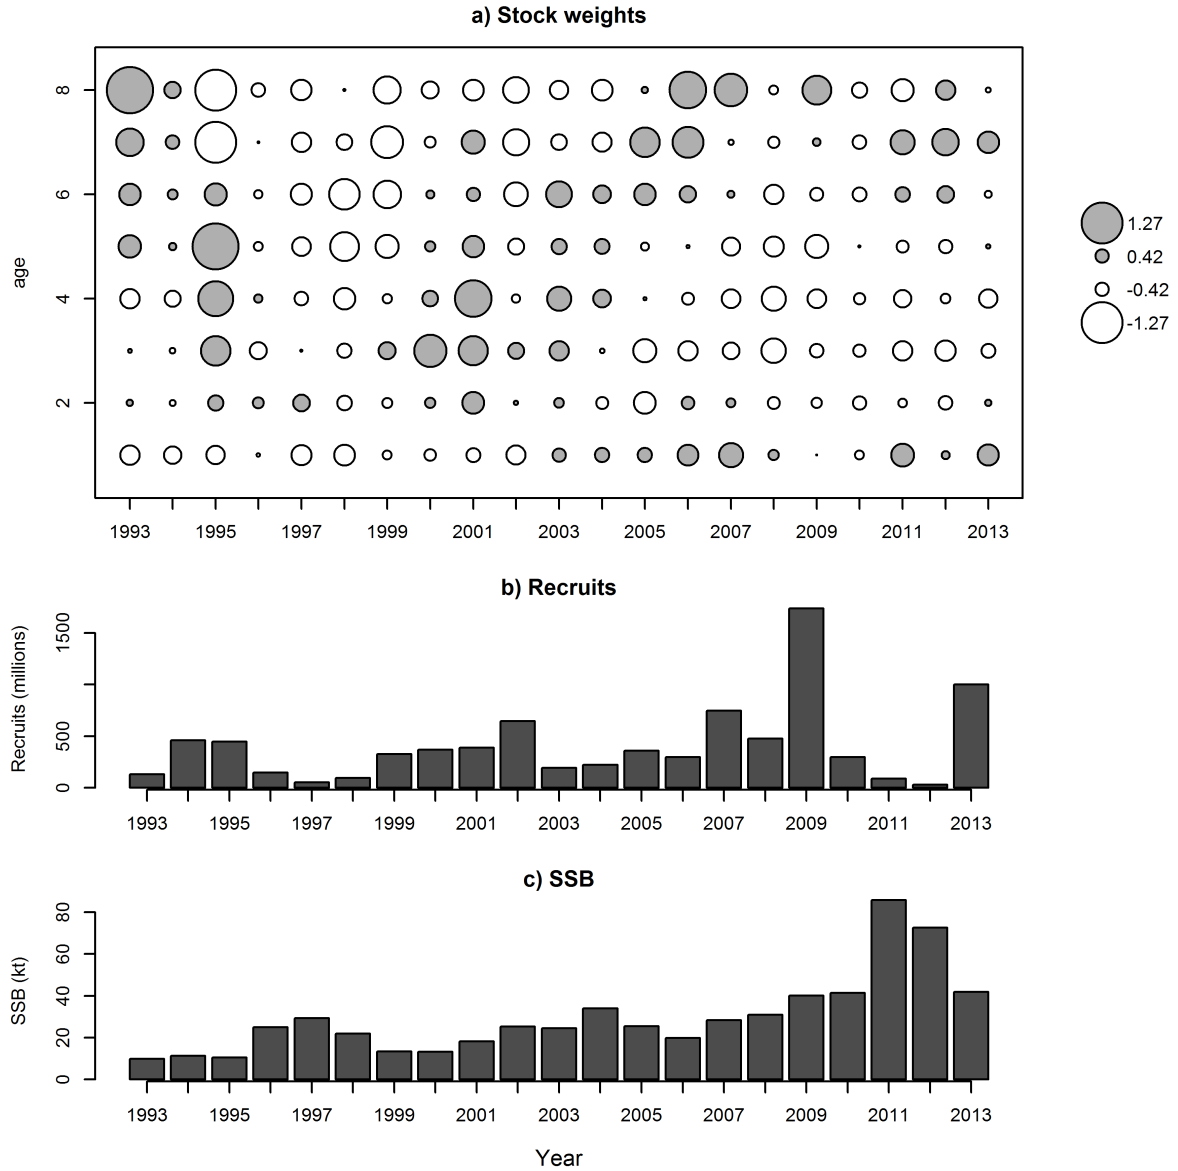 a) Stock weights
age
8
6
4
2
1993 1995 1997 1999 2001 2003 2005 2007 2009 2011 2013
1.27
0.42
-0.42
-1.27
b) Recruits
Recruits (millions)
1500
500
0
1993 1995 1997 1999 2001 2003 2005 2007 2009 2011 2013
c) SSB
SSB (kt)
80
60
40
20
0
1993 1995 1997 1999 2001 2003 2005 2007 2009 2011 2013
Year